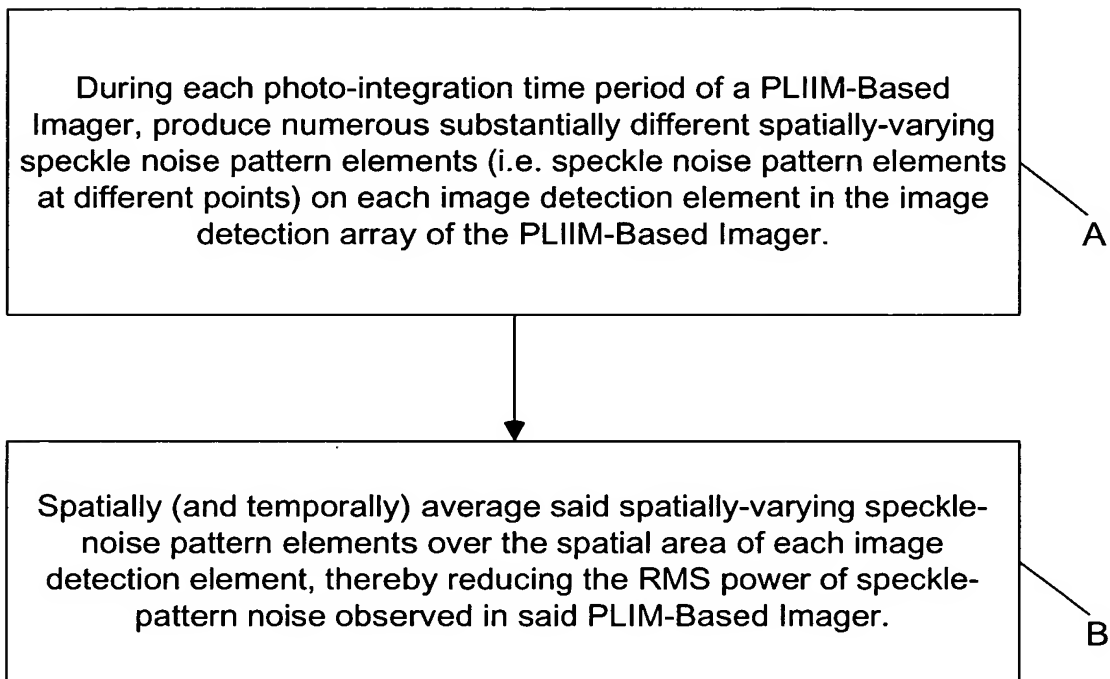 During each photo-integration time period of a PLIIM-Based
Imager, produce numerous substantially different spatially-varying
speckle noise pattern elements (i.e. speckle noise pattern elements
at different points) on each image detection element in the image
detection array of the PLIIM-Based Imager.
A
Spatially (and temporally) average said spatially-varying speckle-
noise pattern elements over the spatial area of each image
detection element, thereby reducing the RMS power of speckle-
pattern noise observed in said PLIM-Based Imager.
B